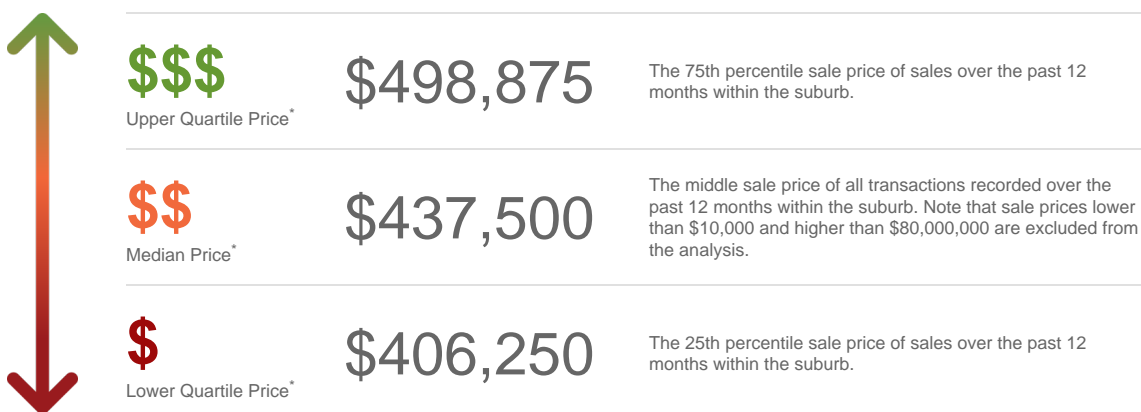 $$$
Upper Quartile Price*
$498,875
The 75th percentile sale price of sales over the past 12
months within the suburb.
$$
Median Price*
$437,500
The middle sale price of all transactions recorded over the
past 12 months within the suburb. Note that sale prices lower
than $10,000 and higher than $80,000,000 are excluded from
the analysis.
$
Lower Quartile Price*
$406,250
The 25th percentile sale price of sales over the past 12
months within the suburb.